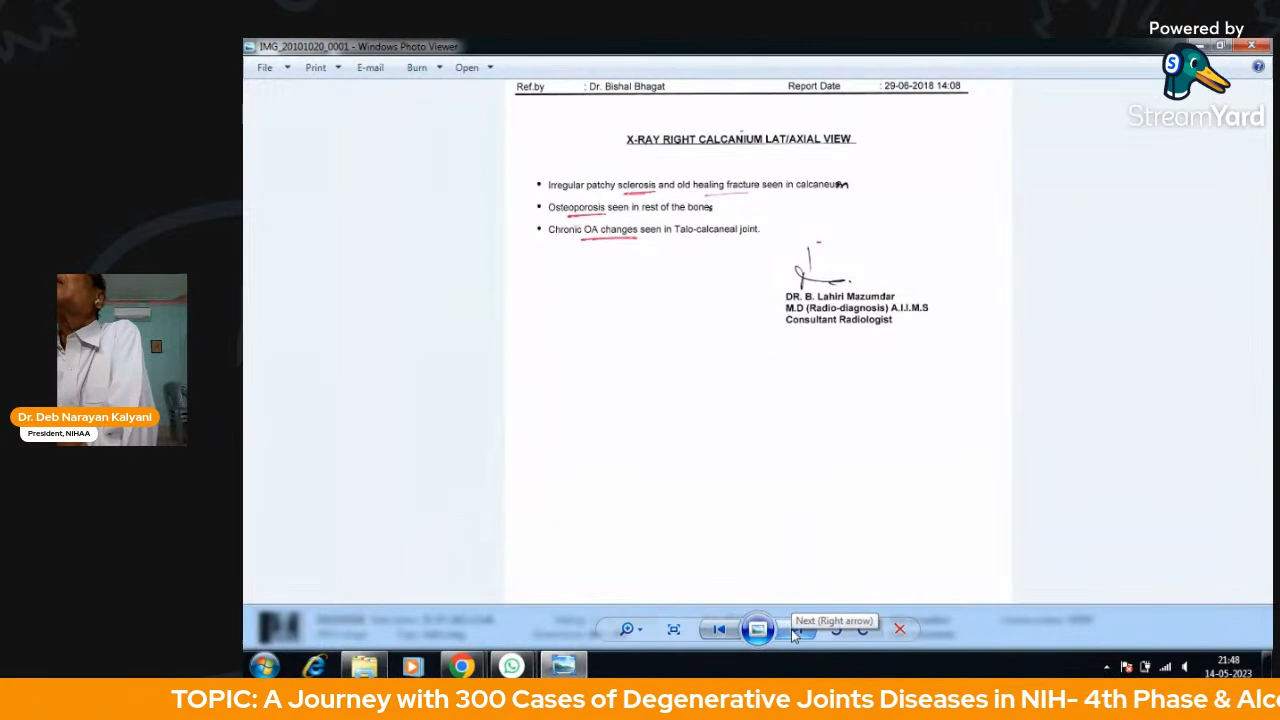 Powered by
StreamYard
IMG_20101020_0001 - Windows Photo Viewer
File Print E-mail Burn Open
Ref.by : Dr. Bishal Bhagat Report Date : 29-06-2018 14:08
X-RAY RIGHT CALCANIUM LAT/AXIAL VIEW
• Irregular patchy sclerosis and old healing fracture seen in calcaneum
• Osteoporosis seen in rest of the bones
• Chronic OA changes seen in Talo-calcaneal joint.
DR. B. Lahiri Mazumdar
M.D (Radio-diagnosis) A.I.I.M.S
Consultant Radiologist
Dr. Deb Narayan Kalyani
President, NIHAA
Next (Right arrow)
21:48
14-05-2023
TOPIC: A Journey with 300 Cases of Degenerative Joints Diseases in NIH- 4th Phase & Alc